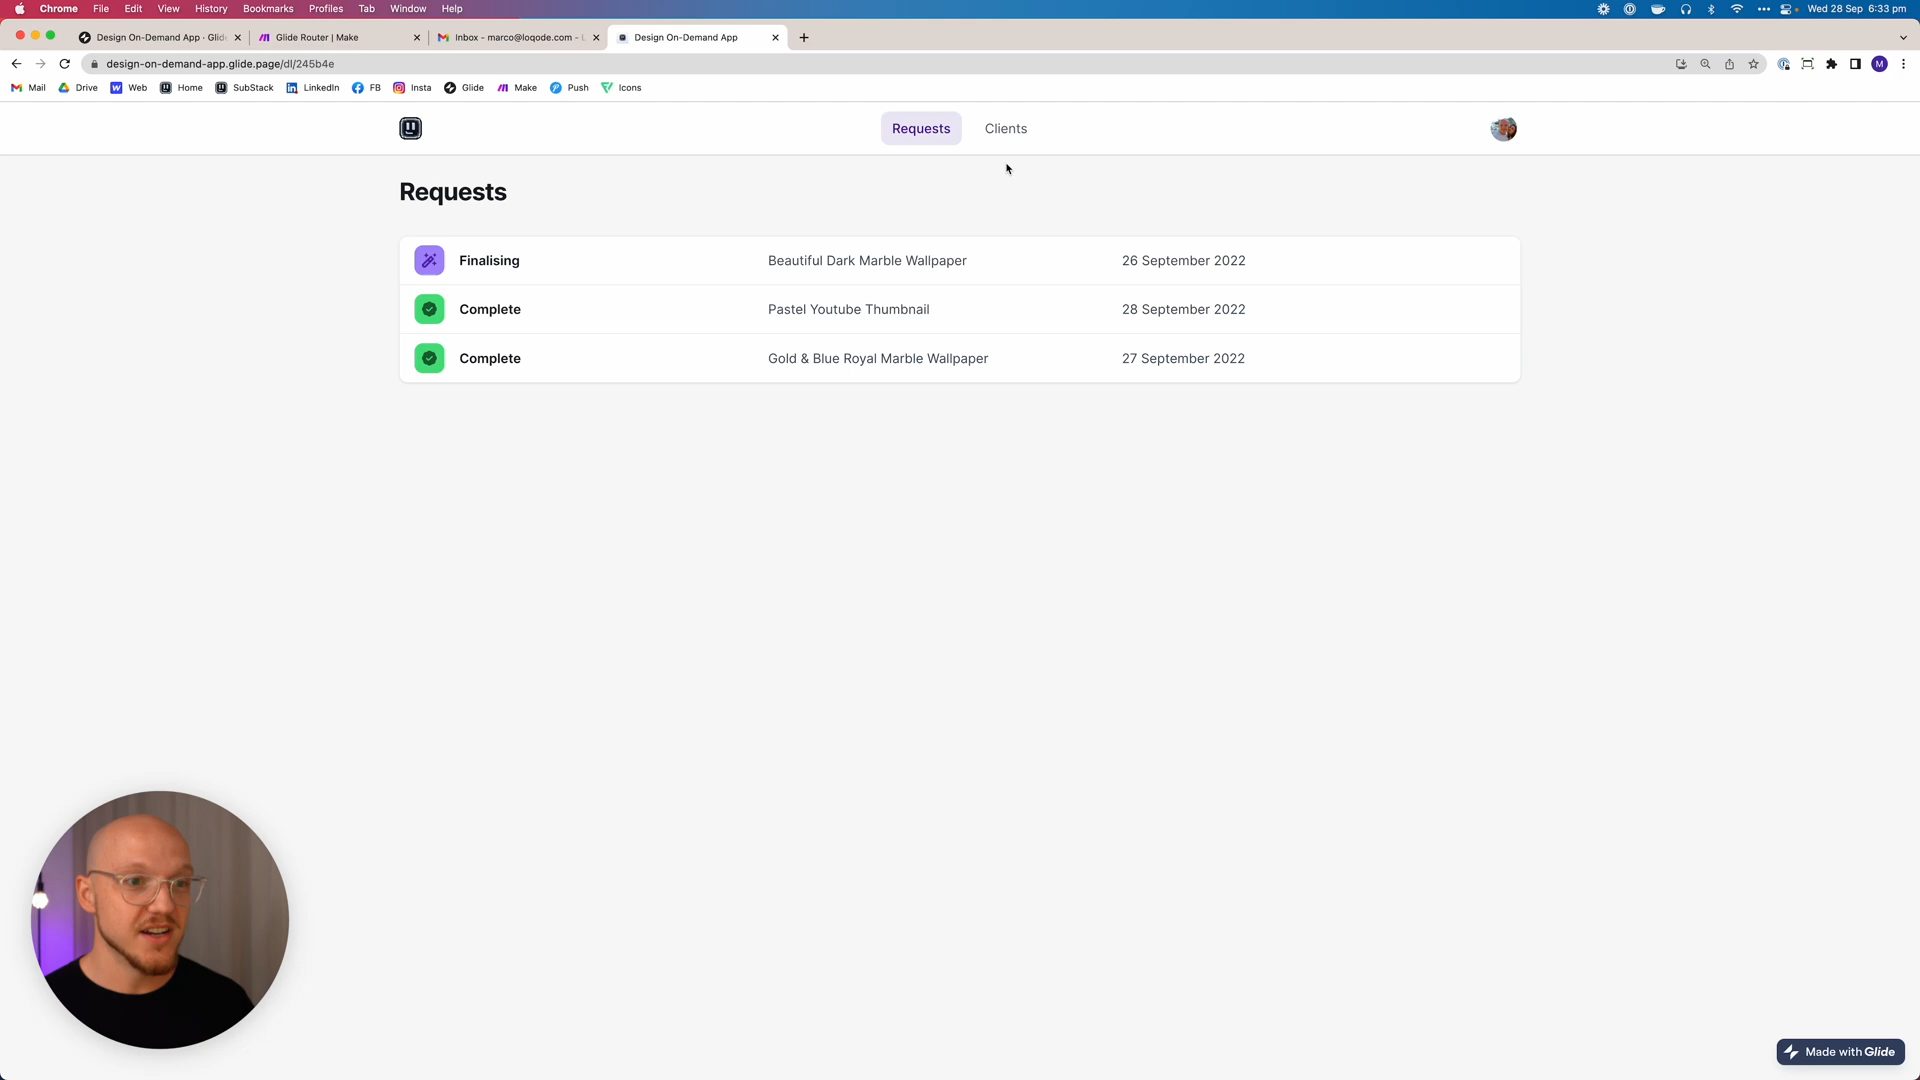 Chrome File Edit View History Bookmarks Profiles Tab Window Help Wed 28 Sep 6:33 pm
Design On-Demand App · Glid Glide Router | Make Inbox - marco@loqode.com - Design On-Demand App
design-on-demand-app.glide.page/dl/245b4e
Mail Drive Web Home SubStack LinkedIn FB Insta Glide Make Push Icons
Requests Clients
Requests
Finalising Beautiful Dark Marble Wallpaper 26 September 2022
Complete Pastel Youtube Thumbnail 28 September 2022
Complete Gold & Blue Royal Marble Wallpaper 27 September 2022
Made with Glide